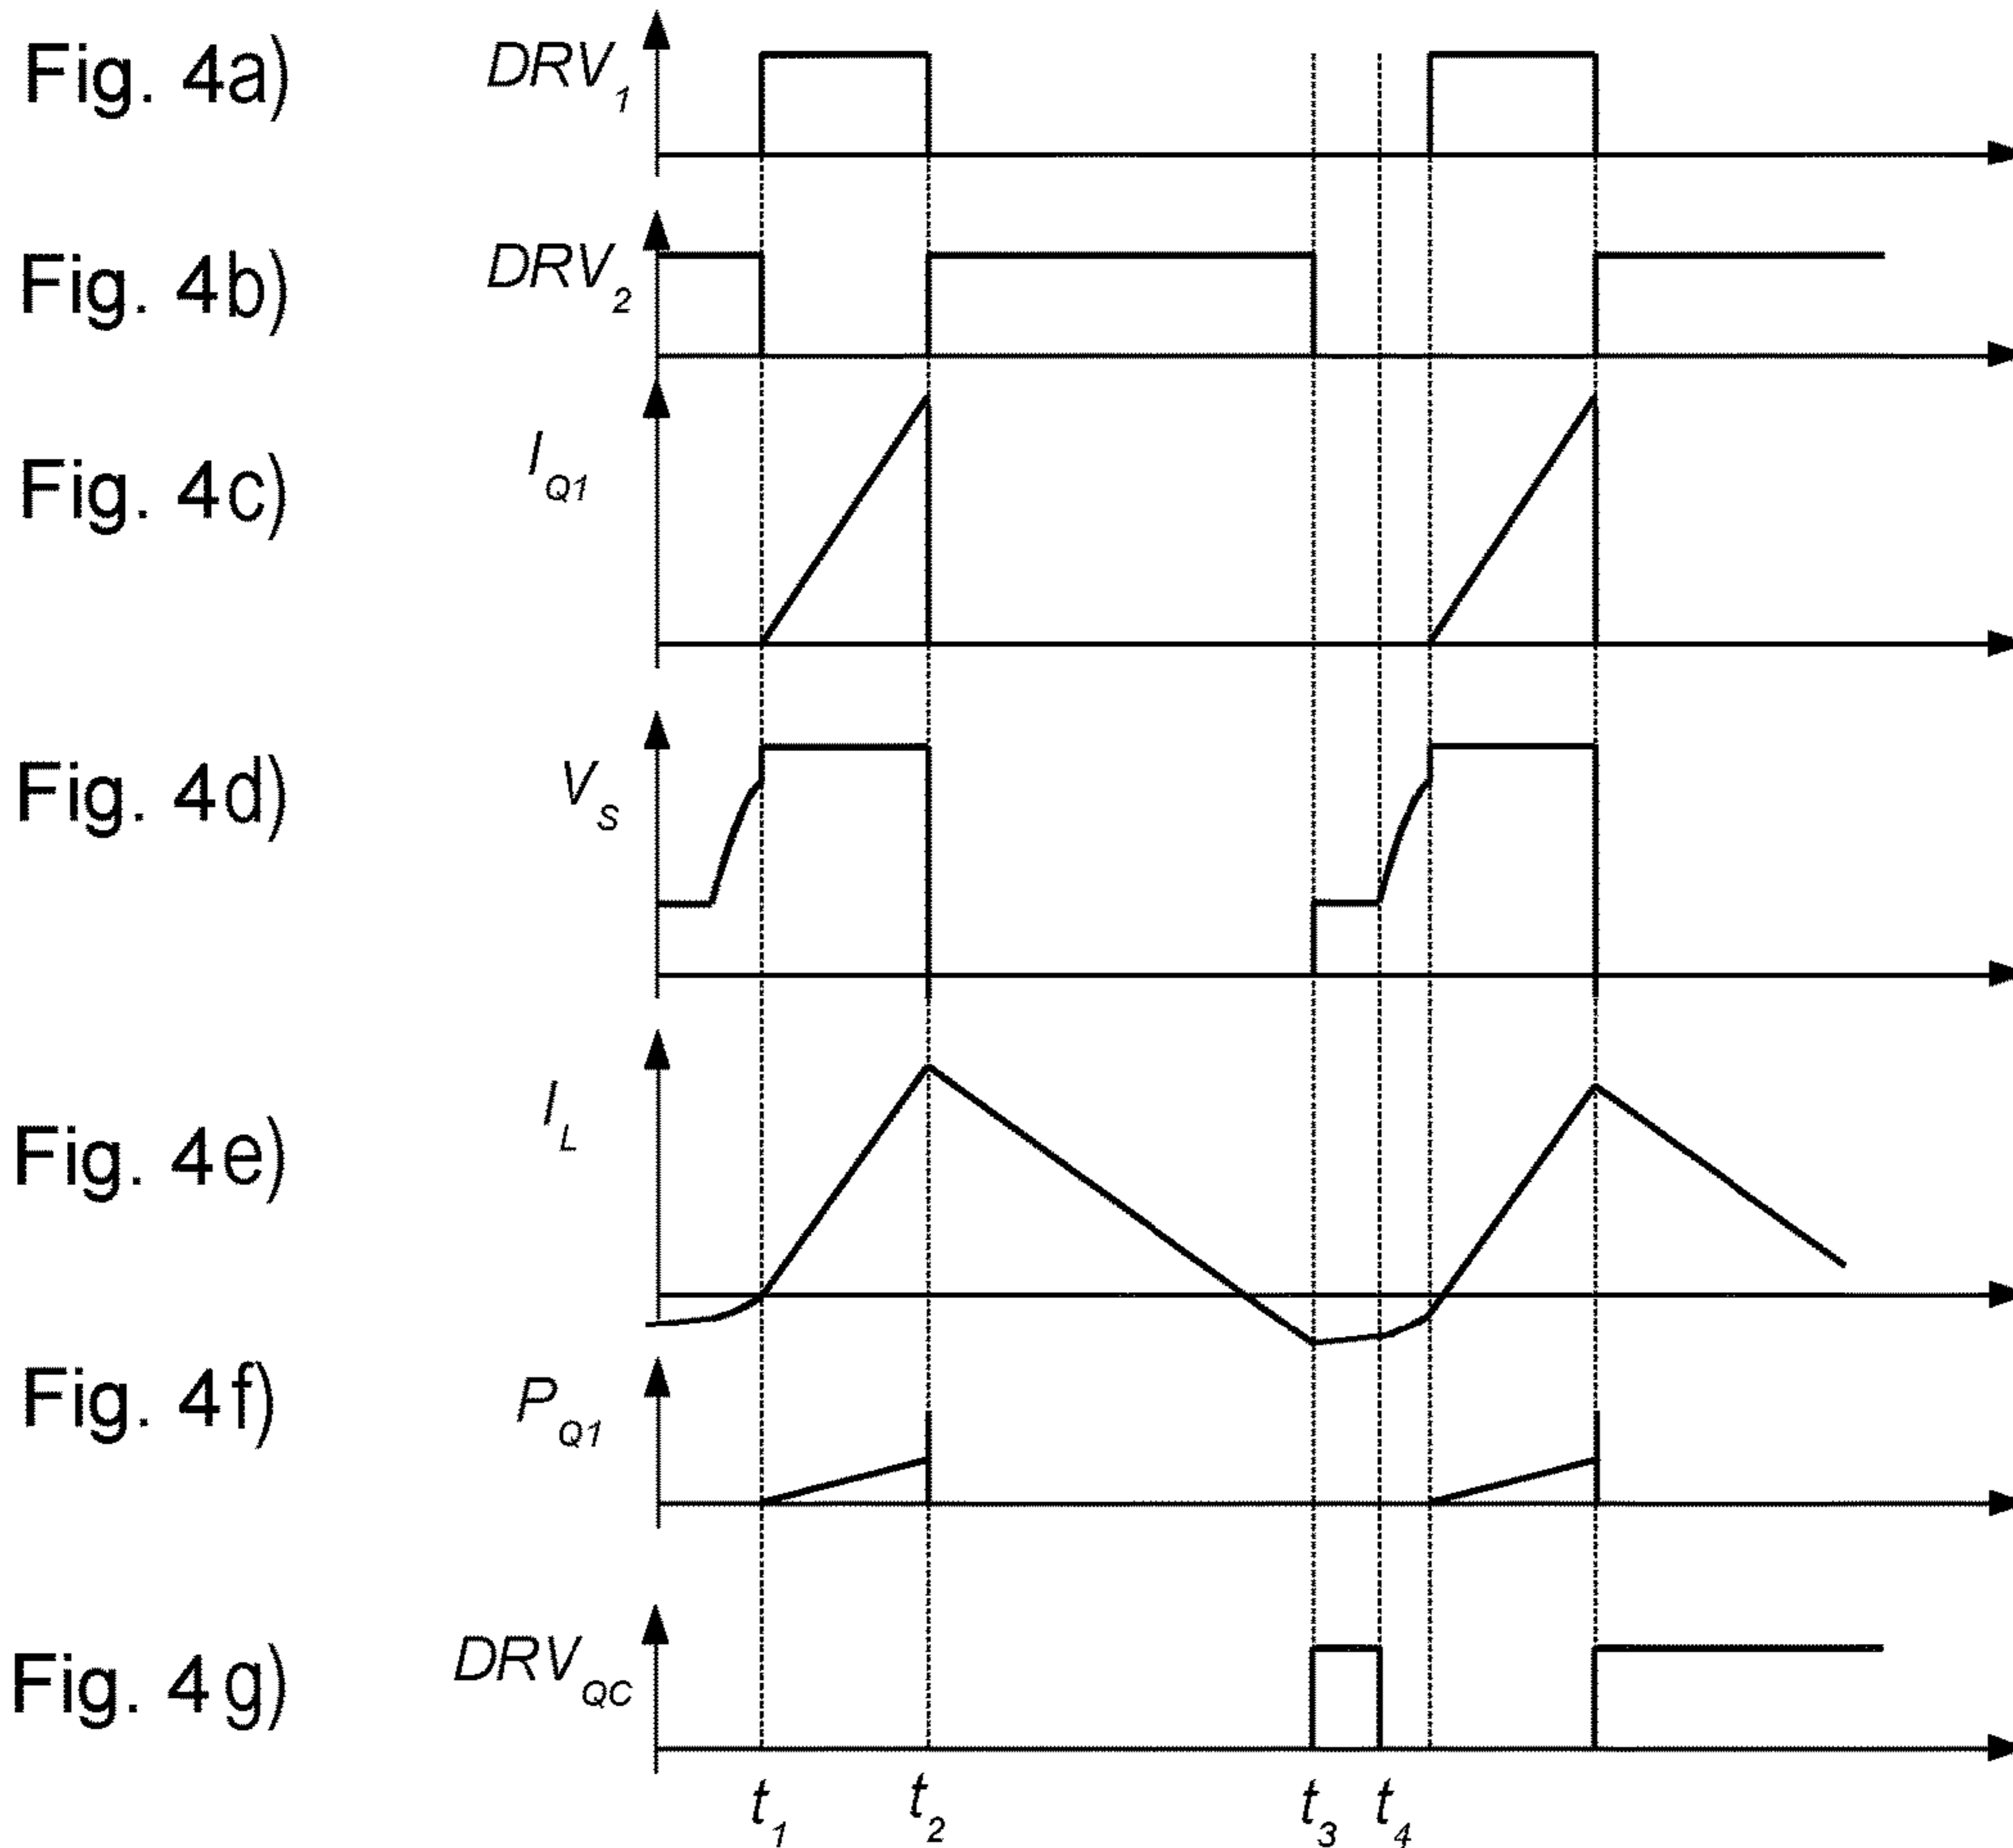 Fig. 4a) DRV1
Fig. 4b) DRV2
Fig. 4c) IQ1
Fig. 4d) VS
Fig. 4e) IL
Fig. 4f) PQ1
Fig. 4g) DRVQC
t1 t2 t3 t4